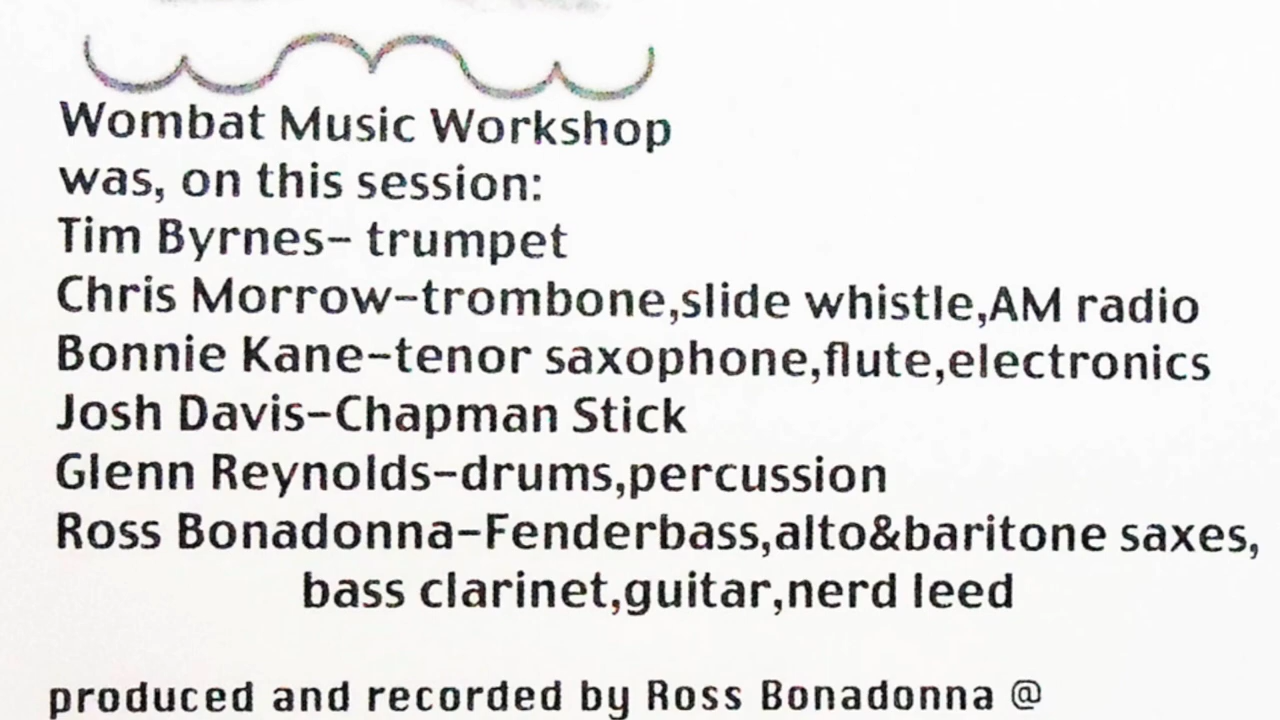 Wombat Music Workshop
was, on this session:
Tim Byrnes- trumpet
Chris Morrow-trombone,slide whistle,AM radio
Bonnie Kane-tenor saxophone,flute,electronics
Josh Davis-Chapman Stick
Glenn Reynolds-drums,percussion
Ross Bonadonna-Fenderbass,alto&baritone saxes,
bass clarinet,guitar,nerd leed
produced and recorded by Ross Bonadonna @